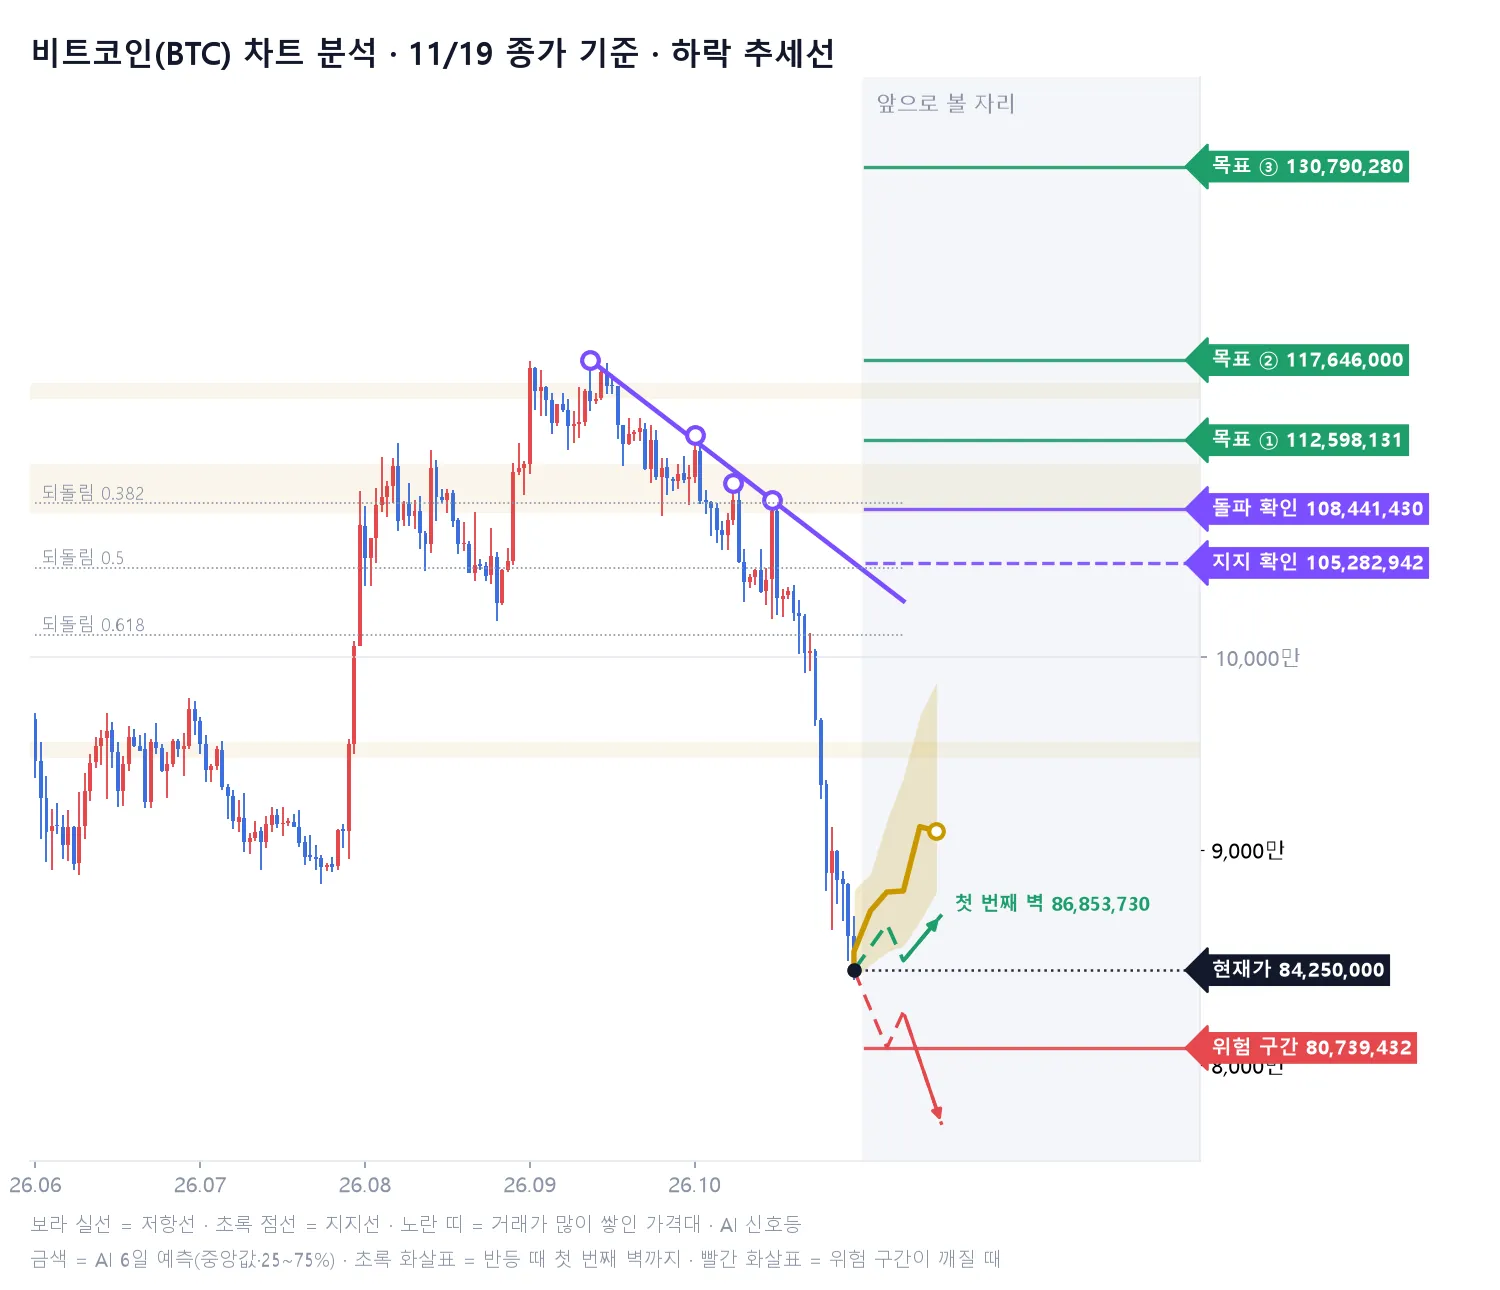 비트코인(BTC) 차트 분석 · 11/19 종가 기준 · 하락 추세선
앞으로 볼 자리
목표 ③ 130,790,280
목표 ② 117,646,000
목표 ① 112,598,131
되돌림 0.382
돌파 확인 108,441,430
되돌림 0.5
지지 확인 105,282,942
되돌림 0.618
10,000만
9,000만
첫 번째 벽 86,853,730
현재가 84,250,000
위험 구간 80,739,432
8,000만
26.06 26.07 26.08 26.09 26.10
보라 실선 = 저항선 · 초록 점선 = 지지선 · 노란 띠 = 거래가 많이 쌓인 가격대 · AI 신호등
금색 = AI 6일 예측(중앙값·25~75%) · 초록 화살표 = 반등 때 첫 번째 벽까지 · 빨간 화살표 = 위험 구간이 깨질 때